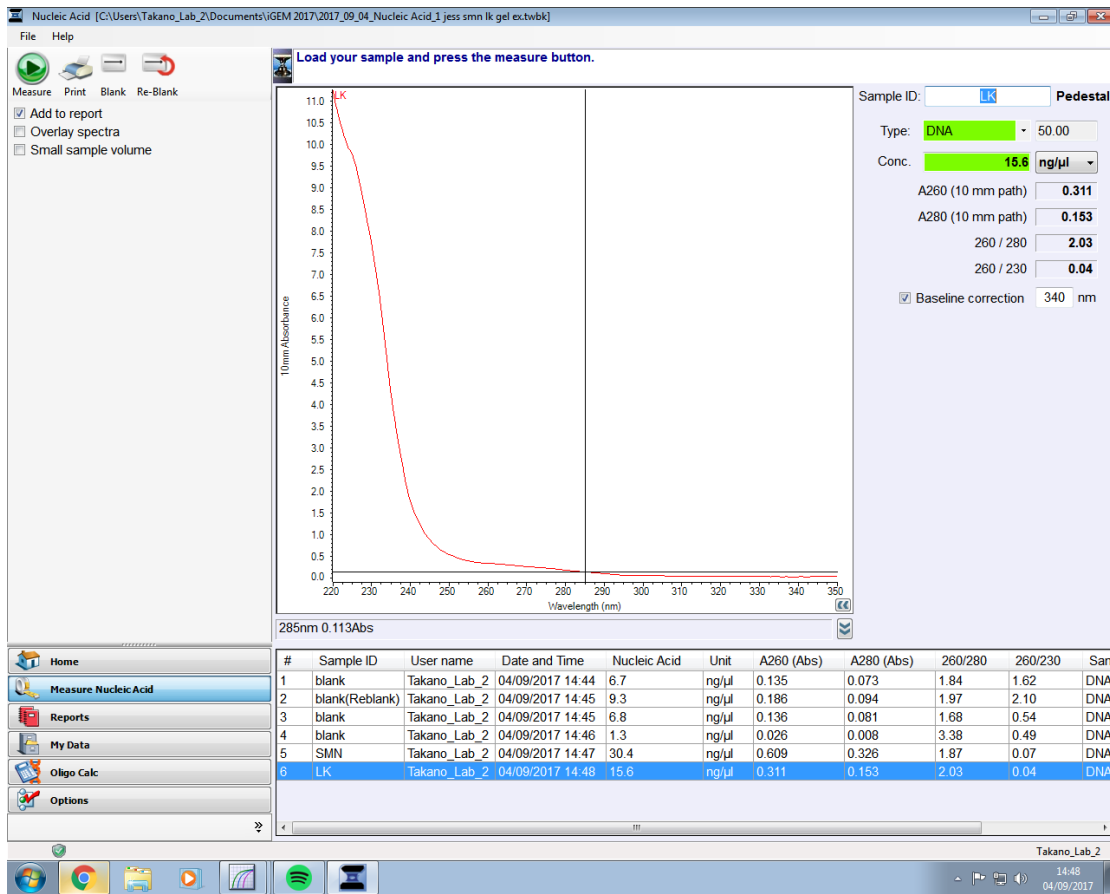 Nucleic Acid [C:\Users\Takano_Lab_2\Documents\iGEM 2017\2017_09_04_Nucleic Acid_1 jess smn lk gel ex.twbk]
File Help
Measure Print Blank Re-Blank
Add to report
Overlay spectra
Small sample volume
Load your sample and press the measure button.
LK
11.0
10.5
10.0
9.5
9.0
8.5
8.0
7.5
7.0
6.5
6.0
5.5
5.0
4.5
4.0
3.5
3.0
2.5
2.0
1.5
1.0
0.5
0.0
10mm Absorbance
220 230 240 250 260 270 280 290 300 310 320 330 340 350
Wavelength (nm)
285nm 0.113Abs
Sample ID: LK Pedestal
Type: DNA 50.00
Conc. 15.6 ng/µl
A260 (10 mm path) 0.311
A280 (10 mm path) 0.153
260 / 280 2.03
260 / 230 0.04
Baseline correction 340 nm
Home
Measure Nucleic Acid
Reports
My Data
Oligo Calc
Options
# Sample ID User name Date and Time Nucleic Acid Unit A260 (Abs) A280 (Abs) 260/280 260/230 Sam
1 blank Takano_Lab_2 04/09/2017 14:44 6.7 ng/µl 0.135 0.073 1.84 1.62 DNA
2 blank(Reblank) Takano_Lab_2 04/09/2017 14:45 9.3 ng/µl 0.186 0.094 1.97 2.10 DNA
3 blank Takano_Lab_2 04/09/2017 14:45 6.8 ng/µl 0.136 0.081 1.68 0.54 DNA
4 blank Takano_Lab_2 04/09/2017 14:46 1.3 ng/µl 0.026 0.008 3.38 0.49 DNA
5 SMN Takano_Lab_2 04/09/2017 14:47 30.4 ng/µl 0.609 0.326 1.87 0.07 DNA
6 LK Takano_Lab_2 04/09/2017 14:48 15.6 ng/µl 0.311 0.153 2.03 0.04 DNA
Takano_Lab_2
14:48
04/09/2017